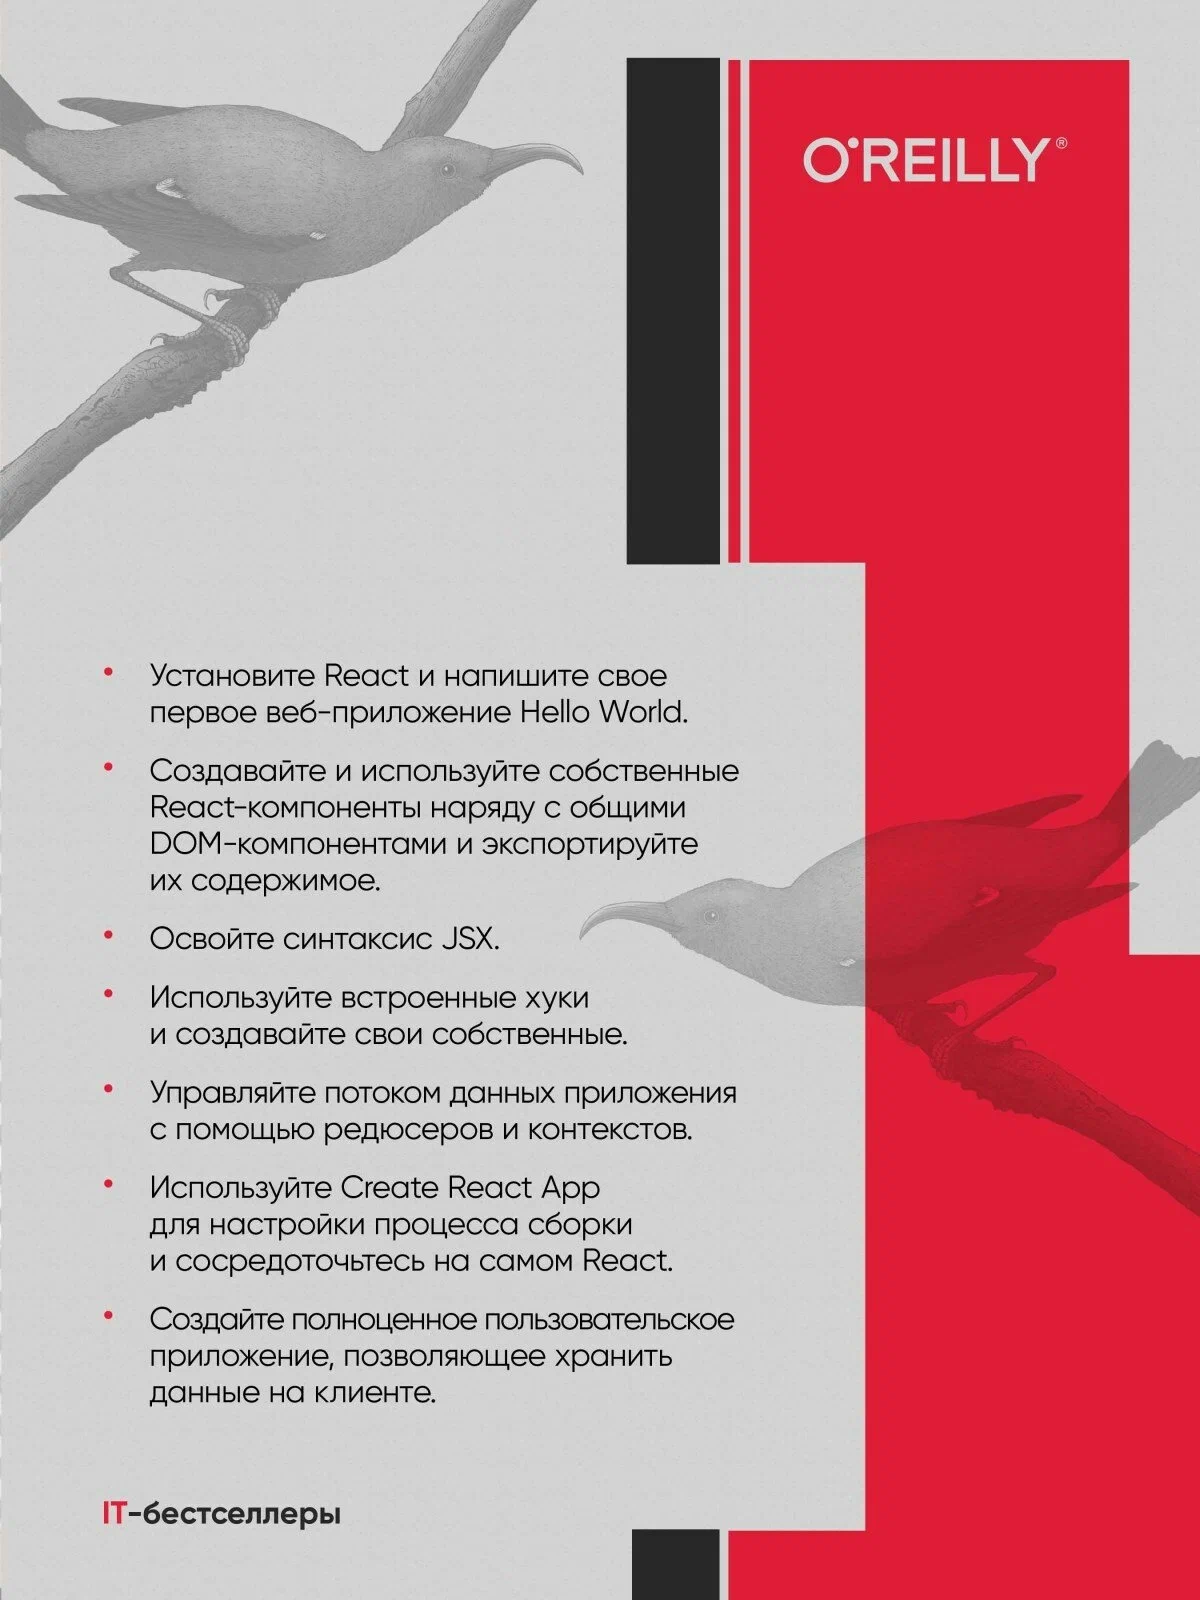 O'REILLY®
• Установите React и напишите свое
первое веб-приложение Hello World.
• Создавайте и используйте собственные
React-компоненты наряду с общими
DOM-компонентами и экспортируйте
их содержимое.
• Освойте синтаксис JSX.
• Используйте встроенные хуки
и создавайте свои собственные.
• Управляйте потоком данных приложения
с помощью редюсеров и контекстов.
• Используйте Create React App
для настройки процесса сборки
и сосредоточьтесь на самом React.
• Создайте полноценное пользовательское
приложение, позволяющее хранить
данные на клиенте.
IT-бестселлеры